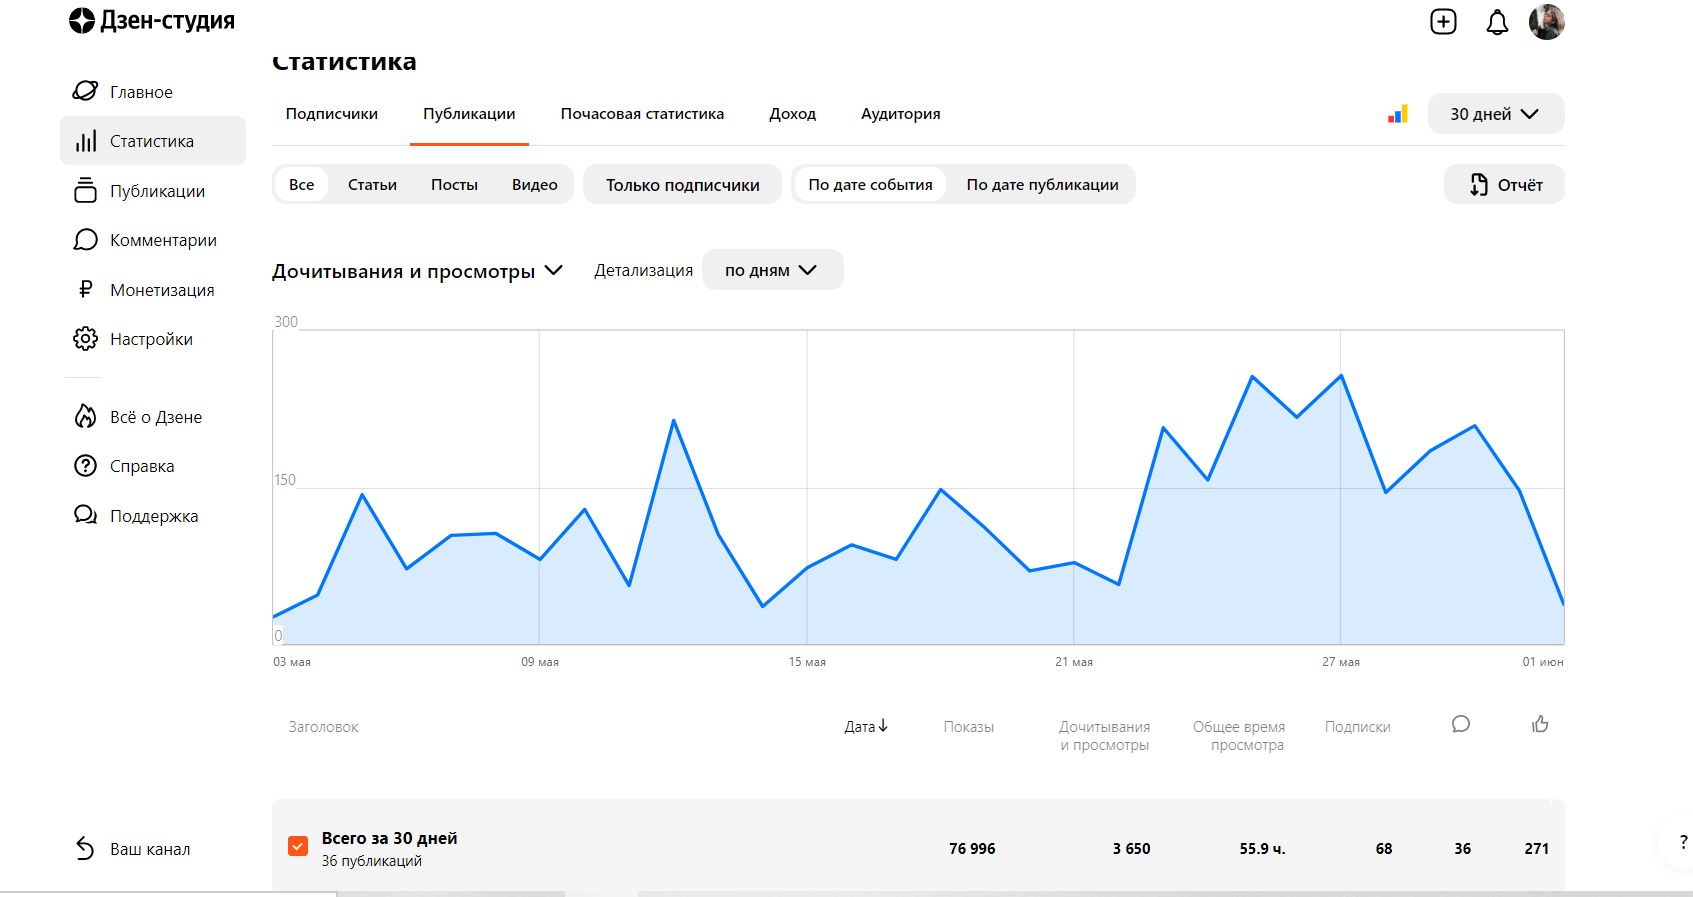 Дзен-студия
Главное
Статистика
Публикации
Комментарии
Монетизация
Настройки
Всё о Дзене
Справка
Поддержка
Ваш канал
Статистика
Подписчики Публикации Почасовая статистика Доход Аудитория 30 дней
Все Статьи Посты Видео Только подписчики По дате события По дате публикации Отчёт
Дочитывания и просмотры Детализация по дням
300
150
0
03 мая 09 мая 15 мая 21 мая 27 мая 01 июн
Заголовок Дата↓ Показы Дочитывания и просмотры Общее время просмотра Подписки
Всего за 30 дней 76 996 3 650 55.9 ч. 68 36 271
36 публикаций
?